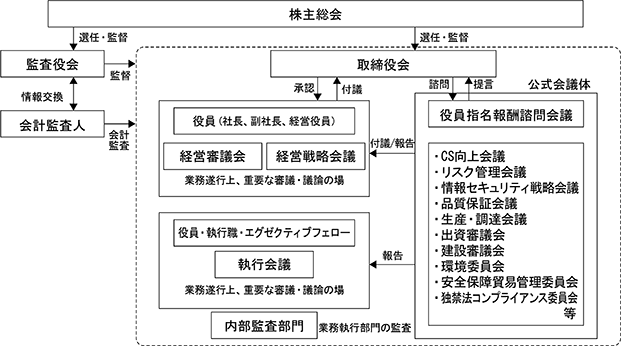 株主総会
選任・監督
選任・監督
監査役会
監督
取締役会
情報交換
承認
付議
諮問
提言
公式会議体
会計監査人
会計
監査
役員（社長、副社長、経営役員）
役員指名報酬諮問会議
経営審議会
経営戦略会議
付議/報告
業務遂行上、重要な審議・議論の場
・CS向上会議
・リスク管理会議
・情報セキュリティ戦略会議
・品質保証会議
・生産・調達会議
・出資審議会
・建設審議会
・環境委員会
・安全保障貿易管理委員会
・独禁法コンプライアンス委員会
等
役員・執行職・エグゼクティブフェロー
執行会議
報告
業務遂行上、重要な審議・議論の場
内部監査部門
業務執行部門の監査